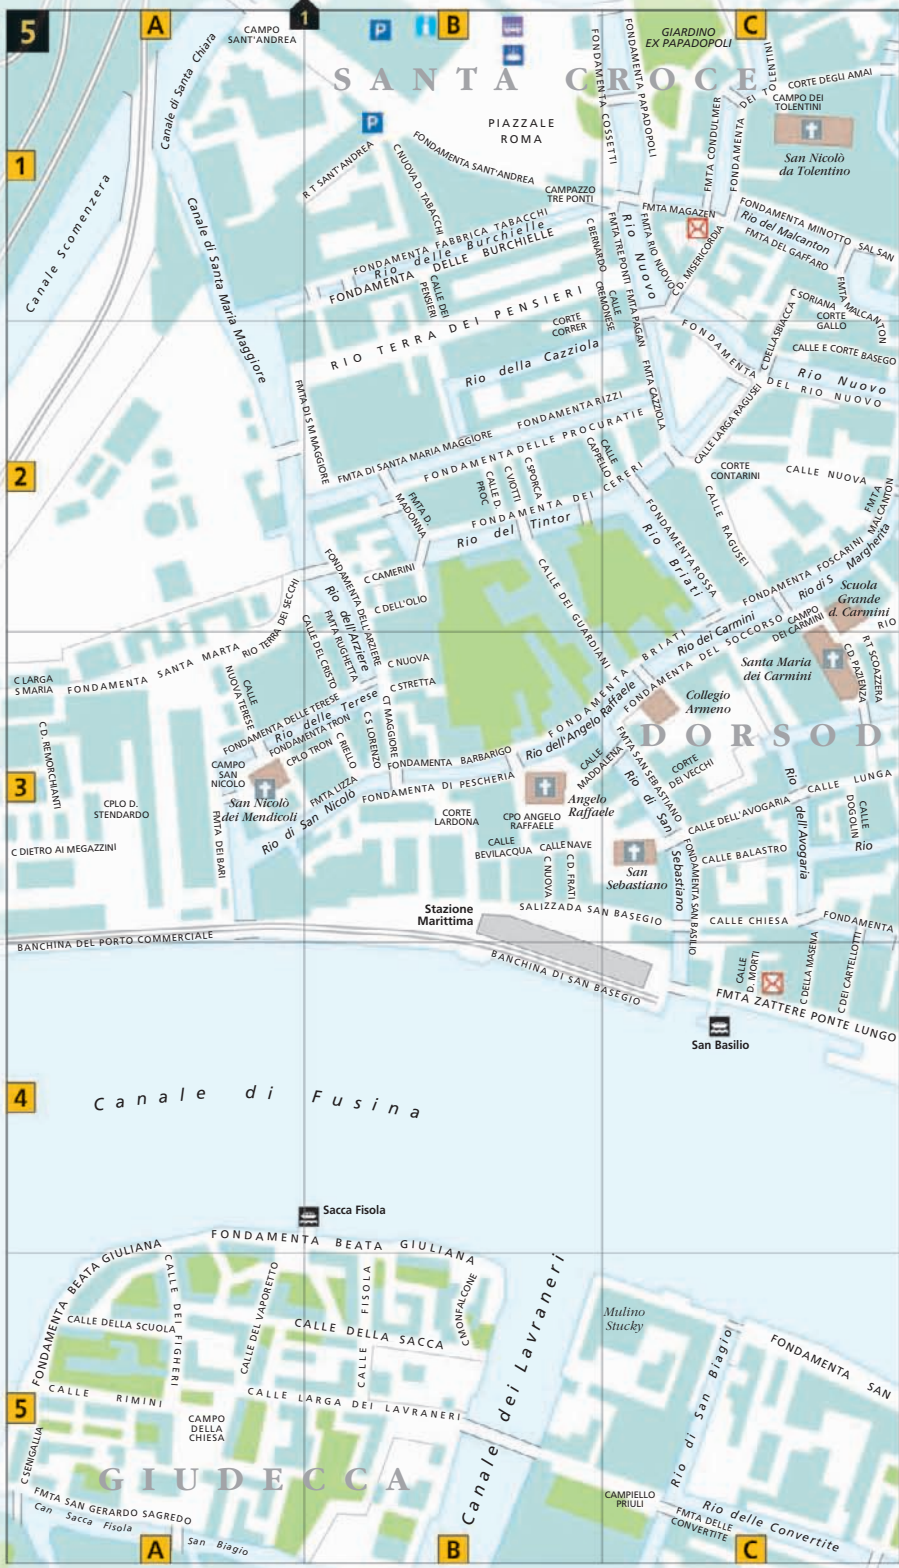 5
A
1
B
C
CAMPO
SANT'ANDREA
P
GIARDINO
EX PAPADOPOLI
SANTA CROCE
Canale di Santa Chiara
FONDAMENTA COSSETTI
FONDAMENTA PAPADOPOLI
FONDAMENTA DEI TOLENTINI
CORTE DEGLI AMAI
CAMPO DEI
TOLENTINI
San Nicolò
da Tolentino
P
PIAZZALE
ROMA
FMTA CONDULMER
1
R T SANT'ANDREA
C NUOVA D. TABACCHI
FONDAMENTA SANT'ANDREA
CAMPAZZO
TRE PONTI
Canale Scomenzera
Canale di Santa Maria Maggiore
FONDAMENTA FABBRICA TABACCHI
Rio delle Burchielle
FONDAMENTA DELLE BURCHIELLE
FMTA MAGAZEN
FONDAMENTA MINOTTO
SAL SAN
Rio del Malcanton
FMTA DEL GAFFARO
C BERNARDO
FMTA TRE PONTI
Rio Nuovo
FMTA RIO NUOVO
C D. MISERICORDIA
CALLE DEI
PENSIERI
CALLE
CREMONESE
FMTA PAGAN
C SORIANA
CORTE
GALLO
FMTA MALCANTON
RIO TERRA DEI PENSIERI
CORTE
CORRER
FONDAMENTA
DEL RIO NUOVO
C DELLA SBIACCA
CALLE E CORTE BASEGO
Rio Nuovo
Rio della Cazziola
FMTA CAZZIOLA
CALLE LARGA RAGUSEI
FMTA DI S M MAGGIORE
FMTA DI SANTA MARIA MAGGIORE
FONDAMENTA RIZZI
FONDAMENTA DELLE PROCURATIE
2
CALLE
CAPPELLO
CALLE D.
PROC
C VIOTTI
C SPORCA
FONDAMENTA DEI CERERI
Rio del Tintor
FMTA D.
MADONNA
CORTE
CONTARINI
CALLE NUOVA
FMTA
MALCANTON
CALLE RAGUSEI
FONDAMENTA ROSSA
Rio Briati
FONDAMENTA FOSCARINI
Rio di S Margherita
Scuola
Grande
d. Carmini
C CAMERINI
C DELL'OLIO
FONDAMENTA DELL'ARZIERE
Rio dell'Arziere
FMTA RUGHETTA
CALLE DEL CRISTO
RIO TERRA DEI SECCHI
CALLE DEI GUARDIANI
FONDAMENTA BRIATI
Rio dei Carmini
FONDAMENTA DEL SOCCORSO
CAMPO
DEI CARMINI
RIO
Santa Maria
dei Carmini
C D. PAZIENZA
R T SCOAZZERA
C LARGA
S MARIA
FONDAMENTA SANTA MARTA
C NUOVA
C STRETTA
CALLE
NUOVA TERESE
FONDAMENTA DELLE TERESE
Rio delle Terese
FONDAMENTA TRON
CPLO TRON
C RIELLO
C S LORENZO
CT MAGGIORE
Collegio
Armeno
DORSOD
C D. RE MORCHIANTI
CPLO D.
STENDARDO
CAMPO
SAN
NICOLO
San Nicolò
dei Mendicoli
FMTA LIZZA
Rio di San Nicolò
FONDAMENTA BARBARIGO
FONDAMENTA DI PESCHERIA
Rio dell'Angelo Raffaele
CALLE
MADDALENA
FMTA SAN SEBASTIANO
Rio di San Sebastiano
CORTE
DEI VECCHI
3
Rio dell'Avogaria
CALLE LUNGA
CALLE
DOGOLIN
Rio
CALLE DELL'AVOGARIA
CORTE
LARDONA
CPO ANGELO
RAFFAELE
Angelo
Raffaele
CALLE
BEVILACQUA
CALLE NAVE
C NUOVA
C D. FRATI
San
Sebastiano
CALLE BALASTRO
FONDAMENTA SAN BASILIO
C DIETRO AI MEGAZZINI
FMTA DEI BARI
Stazione
Marittima
SALIZZADA SAN BASEGIO
CALLE CHIESA
FONDAMENTA
BANCHINA DEL PORTO COMMERCIALE
BANCHINA DI SAN BASEGIO
CALLE
D. MORTI
C DELLA MASENA
C DEI CARTELLOTTI
FMTA ZATTERE PONTE LUNGO
San Basilio
4
Canale di Fusina
Sacca Fisola
FONDAMENTA BEATA GIULIANA
FONDAMENTA BEATA GIULIANA
CALLE DEI FIGHERI
CALLE DEL VAPORETTO
CALLE FISOLA
C MONFALCONE
CALLE DELLA SCUOLA
CALLE DELLA SACCA
Canale dei Lavraneri
Mulino
Stucky
Rio di San Biagio
FONDAMENTA SAN
5
CALLE RIMINI
CALLE LARGA DEI LAVRANERI
CAMPO
DELLA
CHIESA
C SENIGALLIA
GIUDECCA
FMTA SAN GERARDO SAGREDO
Can Sacca Fisola
San Biagio
CAMPIELLO
PRIULI
FMTA DELLE
CONVERTITE
Rio delle Convertite
A
B
C